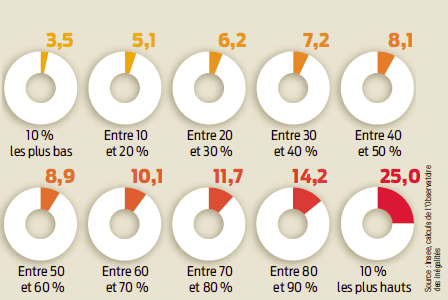 3,5 5,1 6,2 7,2 8,1
10 % Entre 10 Entre 20 Entre 30 Entre 40
les plus bas et 20 % et 30 % et 40 % et 50 %
8,9 10,1 11,7 14,2 25,0
Entre 50 Entre 60 Entre 70 Entre 80 10 %
et 60 % et 70 % et 80 % et 90 % les plus hauts
Source : Insee, calculs de l'Observatoire
des inégalités